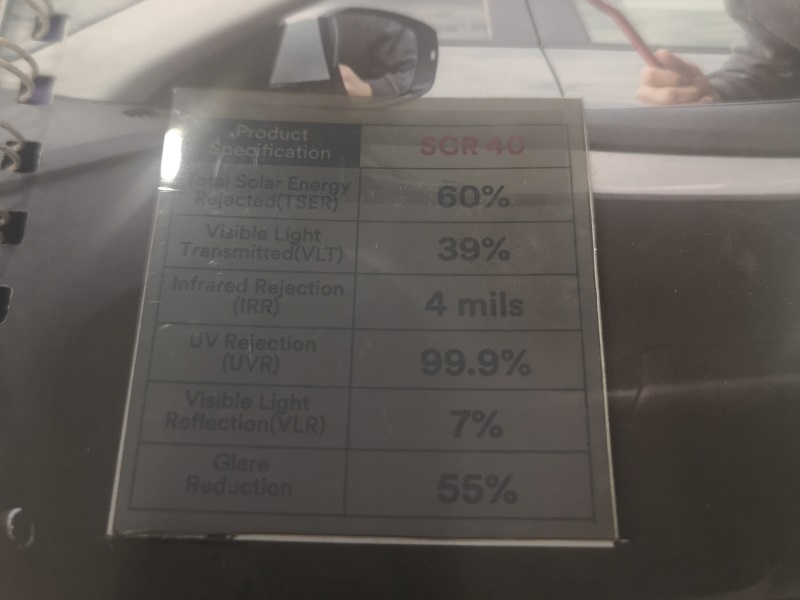 Product
Specification
SCR 40
Total Solar Energy
Rejected(TSER)
60%
Visible Light
Transmitted(VLT)
39%
Infrared Rejection
(IRR)
4 mils
UV Rejection
(UVR)
99.9%
Visible Light
Reflection(VLR)
7%
Glare
Reduction
55%